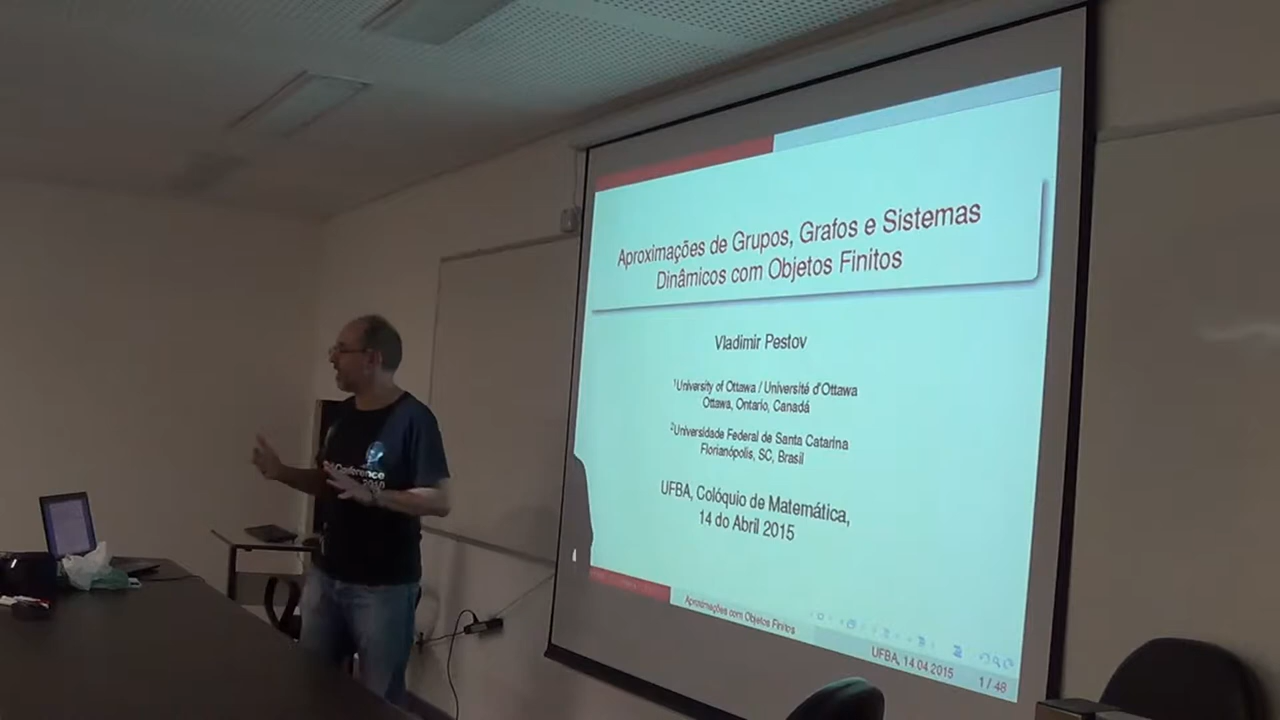 Aproximações de Grupos, Grafos e Sistemas
Dinâmicos com Objetos Finitos
Vladimir Pestov
¹University of Ottawa / Université d'Ottawa
Ottawa, Ontario, Canadá
²Universidade Federal de Santa Catarina
Florianópolis, SC, Brasil
UFBA, Colóquio de Matemática,
14 do Abril 2015
Aproximações com Objetos Finitos
UFBA, 14.04.2015
1 / 48
Conference
2010